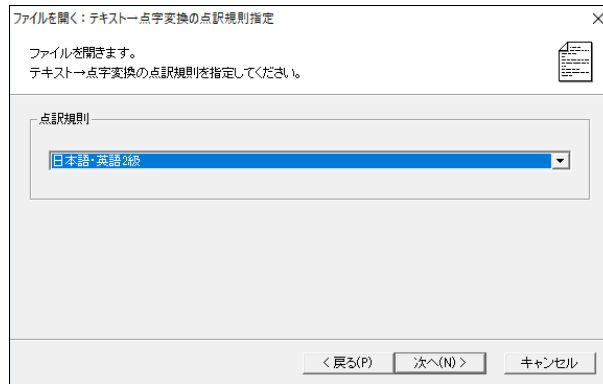 ファイルを開く：テキスト→点字変換の点訳規則指定
ファイルを開きます。
テキスト→点字変換の点訳規則を指定してください。
点訳規則
日本語・英語2級
< 戻る(P)
次へ(N) >
キャンセル